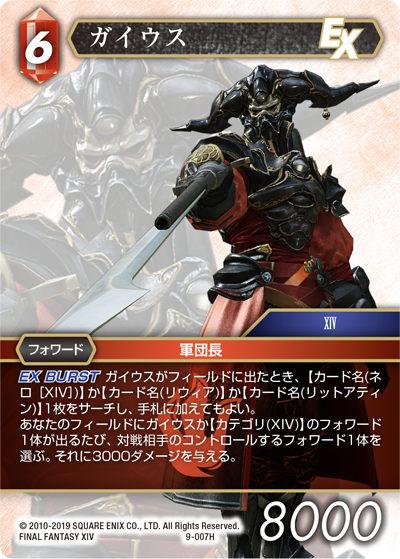 6
ガイウス
EX
XIV
フォワード
軍団長
EX BURST ガイウスがフィールドに出たとき、【カード名(ネ
ロ [XIV])】か【カード名(リウィア)】か【カード名(リットアティ
ン)】1枚をサーチし、手札に加えてもよい。
あなたのフィールドにガイウスか【カテゴリ(XIV)】のフォワード
1体が出るたび、対戦相手のコントロールするフォワード1体を
選ぶ。それに3000ダメージを与える。
© 2010-2019 SQUARE ENIX CO., LTD. All Rights Reserved.
FINAL FANTASY XIV
9-007H
8000